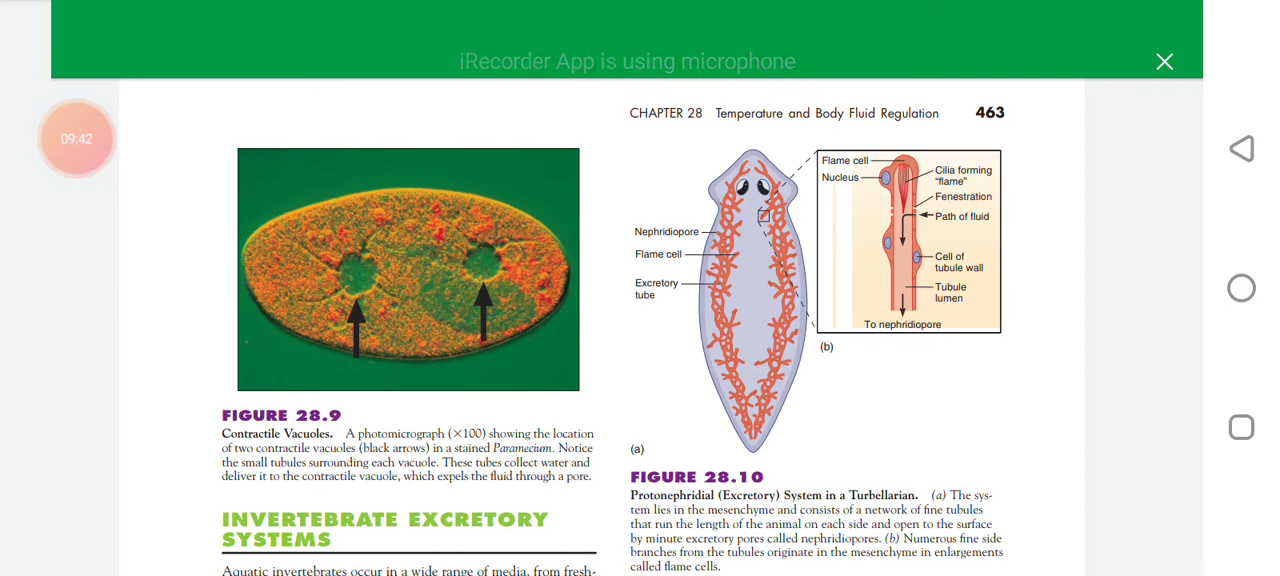 iRecorder App is using microphone
09:42
CHAPTER 28 Temperature and Body Fluid Regulation 463
FIGURE 28.9
Contractile Vacuoles. A photomicrograph (×100) showing the location
of two contractile vacuoles (black arrows) in a stained Paramecium. Notice
the small tubules surrounding each vacuole. These tubes collect water and
deliver it to the contractile vacuole, which expels the fluid through a pore.
INVERTEBRATE EXCRETORY
SYSTEMS
Aquatic invertebrates occur in a wide range of media, from fresh-
Nephridiopore
Flame cell
Excretory
tube
(a)
Flame cell
Nucleus
Cilia forming
"flame"
Fenestration
Path of fluid
Cell of
tubule wall
Tubule
lumen
To nephridiopore
(b)
FIGURE 28.10
Protonephridial (Excretory) System in a Turbellarian. (a) The sys-
tem lies in the mesenchyme and consists of a network of fine tubules
that run the length of the animal on each side and open to the surface
by minute excretory pores called nephridiopores. (b) Numerous fine side
branches from the tubules originate in the mesenchyme in enlargements
called flame cells.